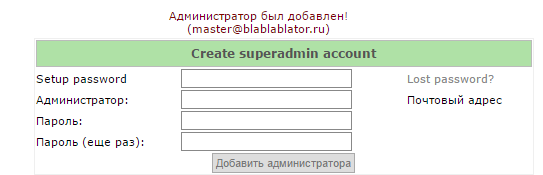 Администратор был добавлен!
(master@blablablator.ru)
Create superadmin account
Setup password Lost password?
Администратор: Почтовый адрес
Пароль:
Пароль (еще раз):
Добавить администратора